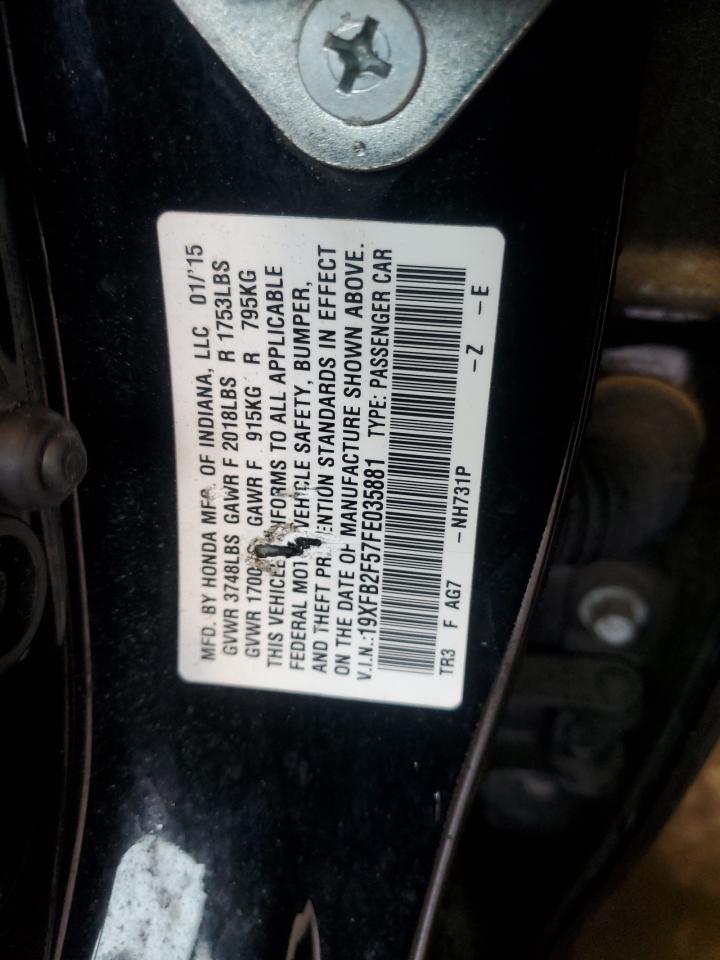 MFD. BY HONDA MFG. OF INDIANA, LLC 01/'15
GVWR 3748LBS GAWR F 2018LBS R 1753LBS
GVWR 1700 GAWR F 915KG R 795KG
THIS VEHICLE FORMS TO ALL APPLICABLE
FEDERAL MOT VEHICLE SAFETY, BUMPER,
AND THEFT PR ENTION STANDARDS IN EFFECT
ON THE DATE OF MANUFACTURE SHOWN ABOVE.
V.I.N.:19XFB2F57FE035881 TYPE: PASSENGER CAR
TR3 F AG7 –NH731P –Z –E